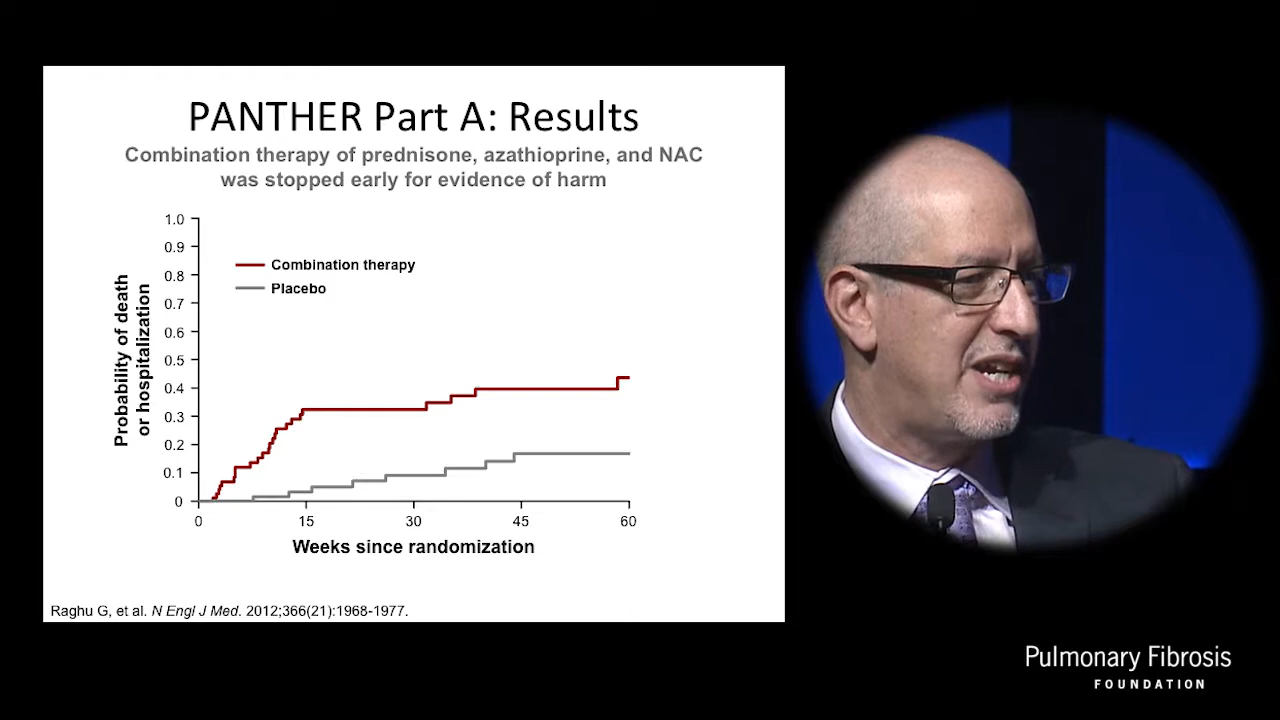 PANTHER Part A: Results
Combination therapy of prednisone, azathioprine, and NAC
was stopped early for evidence of harm
Probability of death
or hospitalization
1.0
0.9
0.8
0.7
0.6
0.5
0.4
0.3
0.2
0.1
0
Combination therapy
Placebo
0 15 30 45 60
Weeks since randomization
Raghu G, et al. N Engl J Med. 2012;366(21):1968-1977.
Pulmonary Fibrosis
FOUNDATION